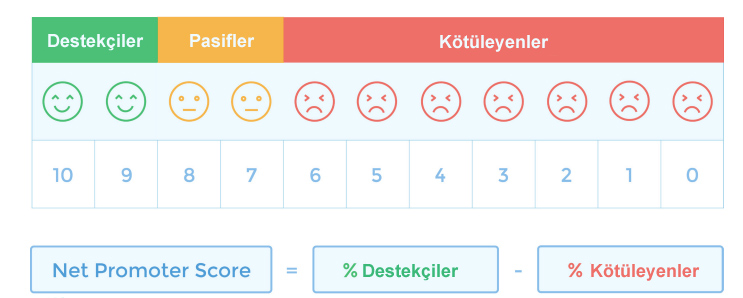 Destekçiler Pasifler Kötüleyenler
10 9 8 7 6 5 4 3 2 1 0
Net Promoter Score = % Destekçiler - % Kötüleyenler